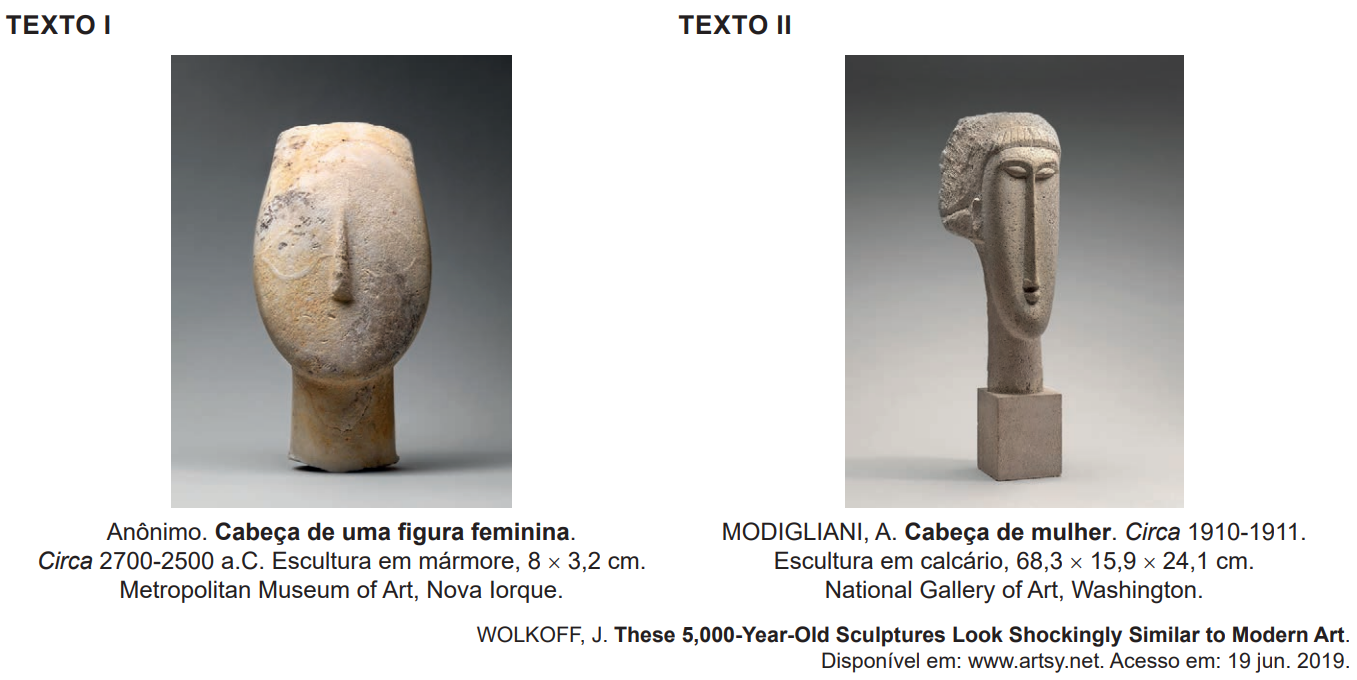 TEXTO I
TEXTO II
Anônimo. Cabeça de uma figura feminina.
Circa 2700-2500 a.C. Escultura em mármore, 8 × 3,2 cm.
Metropolitan Museum of Art, Nova Iorque.
MODIGLIANI, A. Cabeça de mulher. Circa 1910-1911.
Escultura em calcário, 68,3 × 15,9 × 24,1 cm.
National Gallery of Art, Washington.
WOLKOFF, J. These 5,000-Year-Old Sculptures Look Shockingly Similar to Modern Art.
Disponível em: www.artsy.net. Acesso em: 19 jun. 2019.